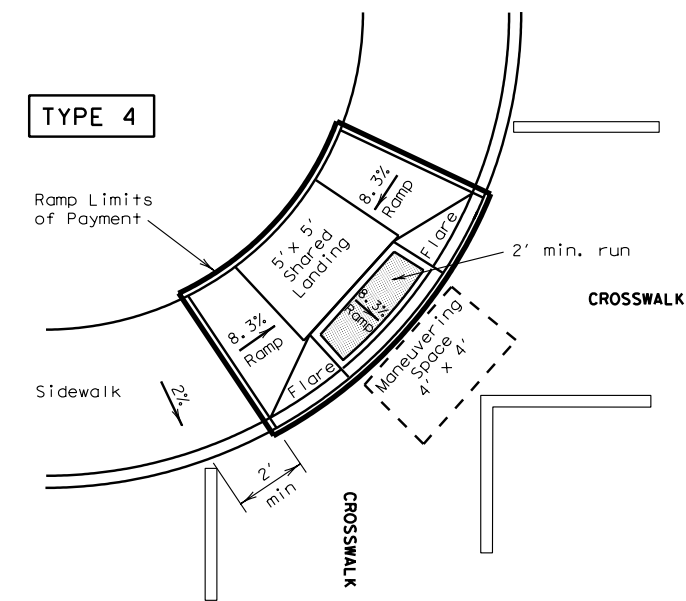 TYPE 4
Ramp Limits
of Payment
8.3%
Ramp
5' x 5'
Shared
Landing
Flare
2' min. run
CROSSWALK
8.3%
Ramp
8.3%
Ramp
Maneuvering
Space
4' x 4'
Flare
Sidewalk
2%
2'
min
CROSSWALK